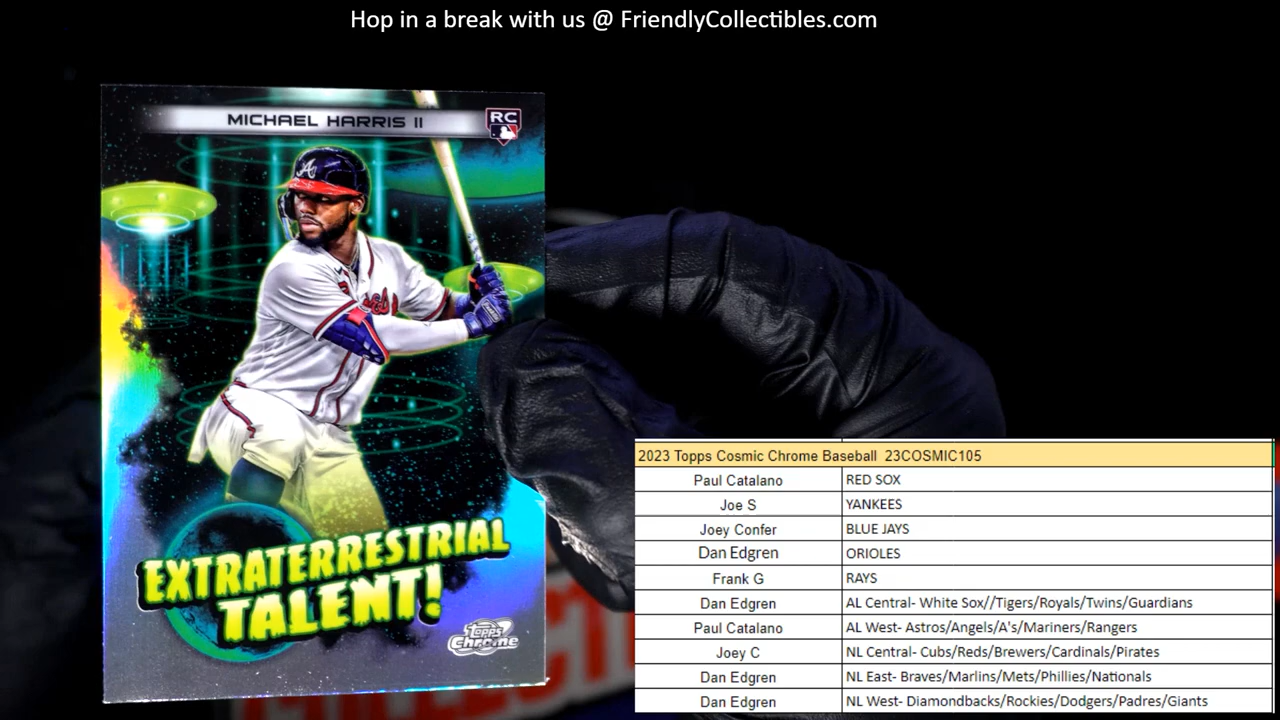 Hop in a break with us @ FriendlyCollectibles.com
MICHAEL HARRIS II
RC
A
EXTRATERRESTRIAL
TALENT!
TOPPS
Chrome
2023 Topps Cosmic Chrome Baseball 23COSMIC105
Paul Catalano RED SOX
Joe S YANKEES
Joey Confer BLUE JAYS
Dan Edgren ORIOLES
Frank G RAYS
Dan Edgren AL Central- White Sox//Tigers/Royals/Twins/Guardians
Paul Catalano AL West- Astros/Angels/A's/Mariners/Rangers
Joey C NL Central- Cubs/Reds/Brewers/Cardinals/Pirates
Dan Edgren NL East- Braves/Marlins/Mets/Phillies/Nationals
Dan Edgren NL West- Diamondbacks/Rockies/Dodgers/Padres/Giants